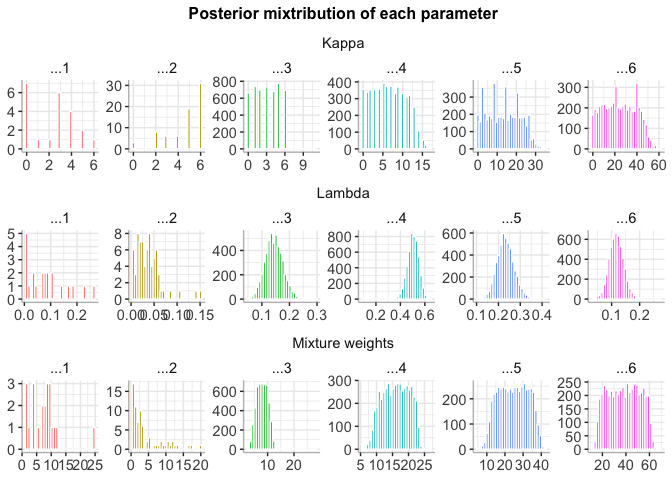 Posterior mixtribution of each parameter
Kappa
...1 ...2 ...3 ...4 ...5 ...6
6 30 800 400 300 300
4 20 600 300 200 200
2 10 400 200 100 100
0 0 200 100 0 0
0 0
0 2 4 6 0 2 4 6 0 3 6 9 0 5 10 15 0 10 20 30 0 20 40 60
Lambda
...1 ...2 ...3 ...4 ...5 ...6
5 8 400 800 600 600
4 6 200 600 400 400
3 4 0 400 200 200
2 2 200 0 0
1 0 0
0
0.0 0.1 0.2 0.00 0.05 0.10 0.15 0.1 0.2 0.3 0.2 0.4 0.6 0.1 0.2 0.3 0.4 0.1 0.2
Mixture weights
...1 ...2 ...3 ...4 ...5 ...6
3 15 600 300 200 250
2 10 400 200 100 200
1 5 200 100 0 150
0 0 0 0 100
50
0
0 5 10 15 20 25 0 5 10 15 20 10 20 5 10 15 20 25 10 20 30 40 20 40 60